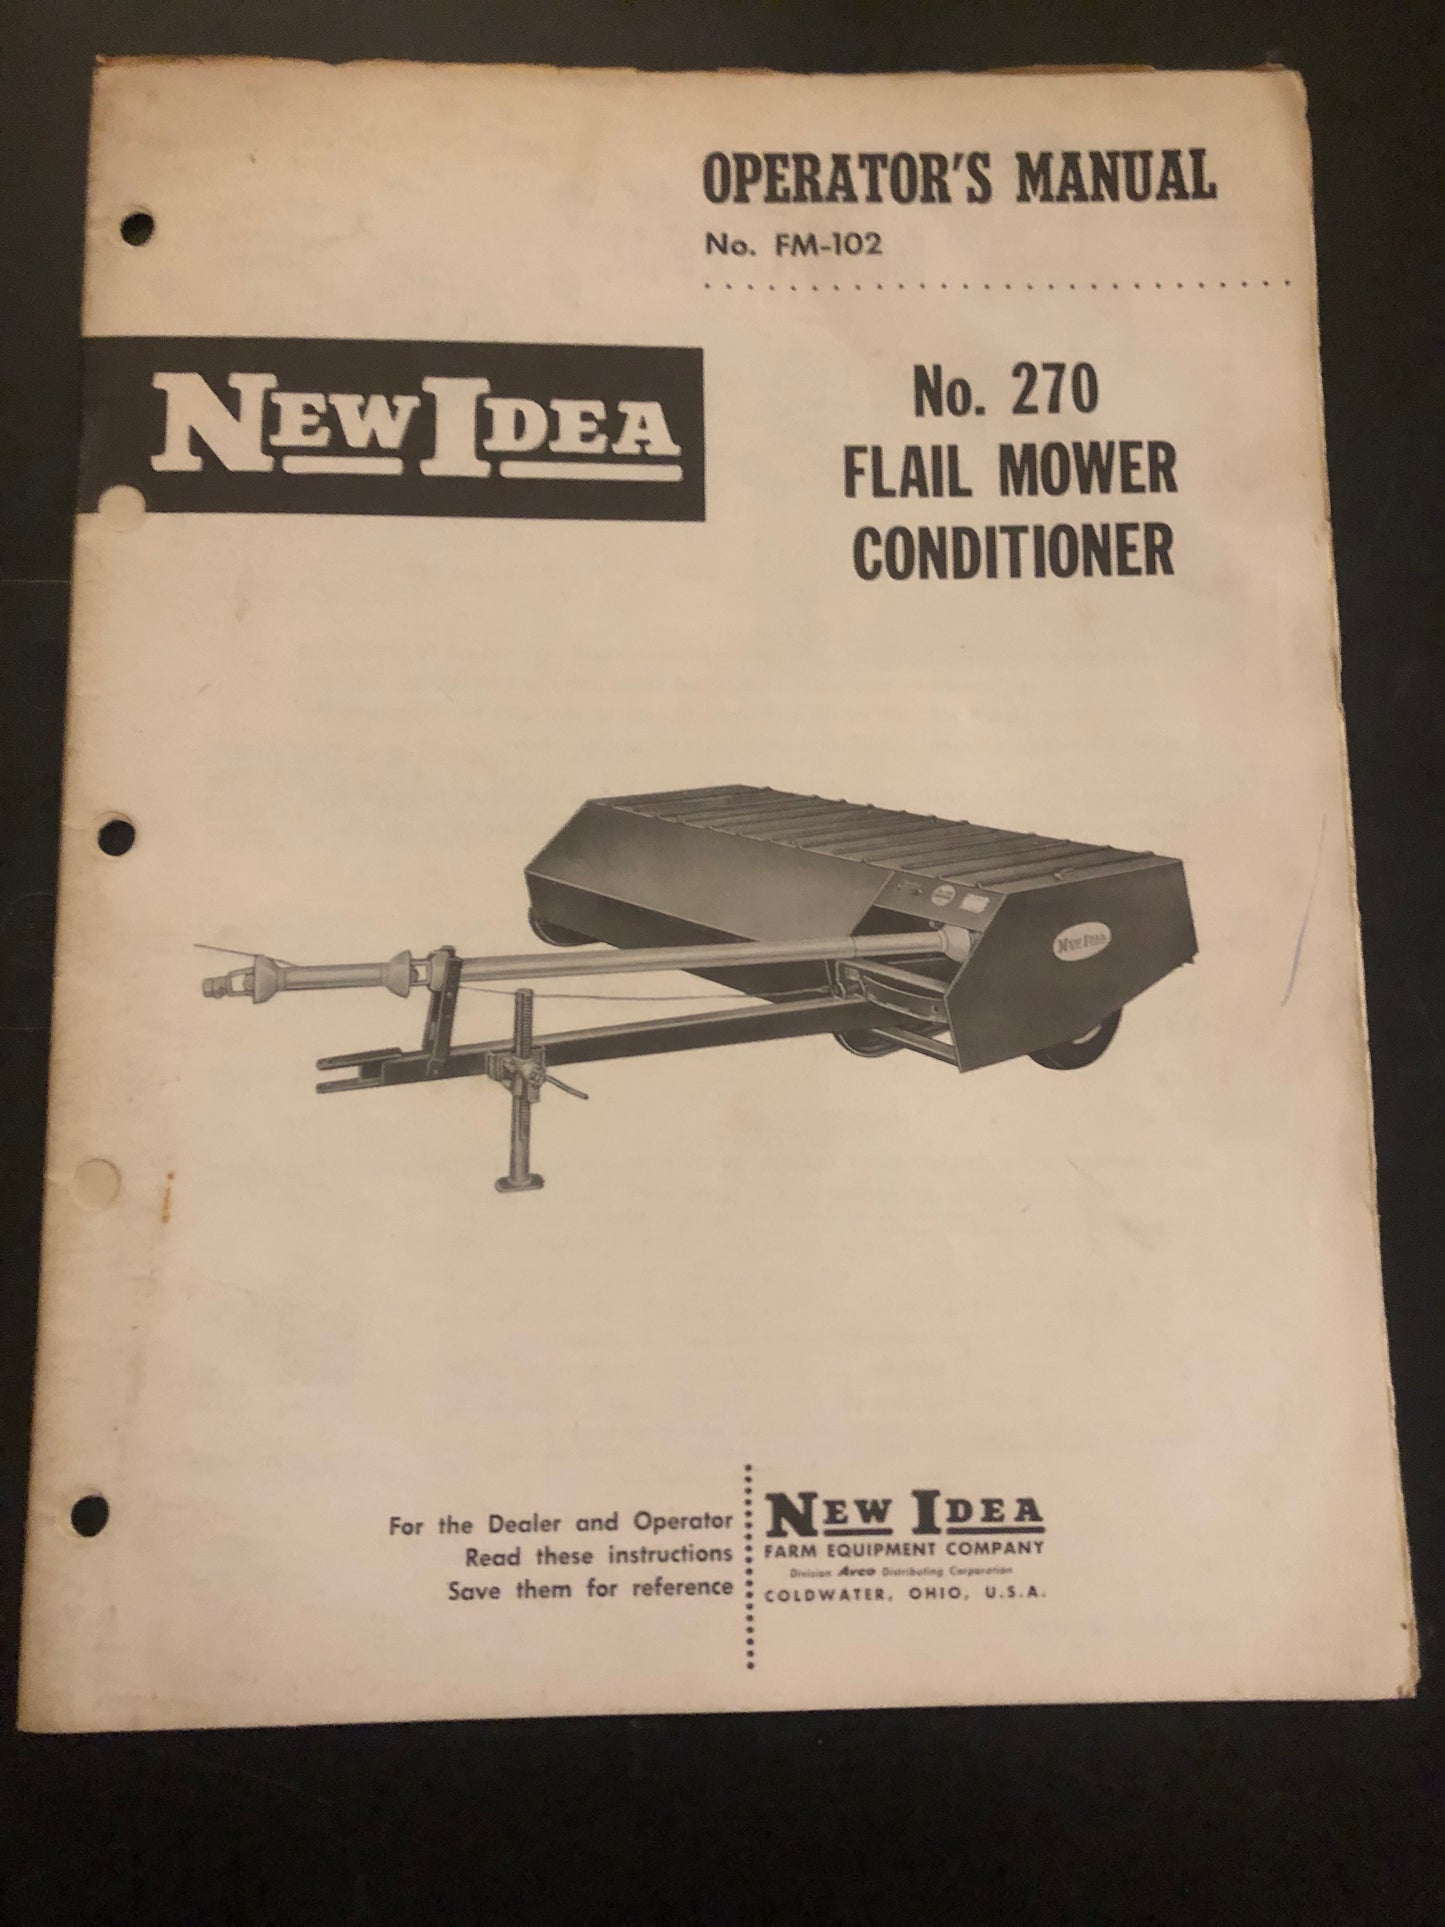 OPERATOR'S MANUAL
No. FM-102
NEW IDEA
No. 270
FLAIL MOWER
CONDITIONER
NEW IDEA
For the Dealer and Operator
Read these instructions
Save them for reference
NEW IDEA
FARM EQUIPMENT COMPANY
Division Avco Distributing Corporation
COLDWATER, OHIO, U.S.A.